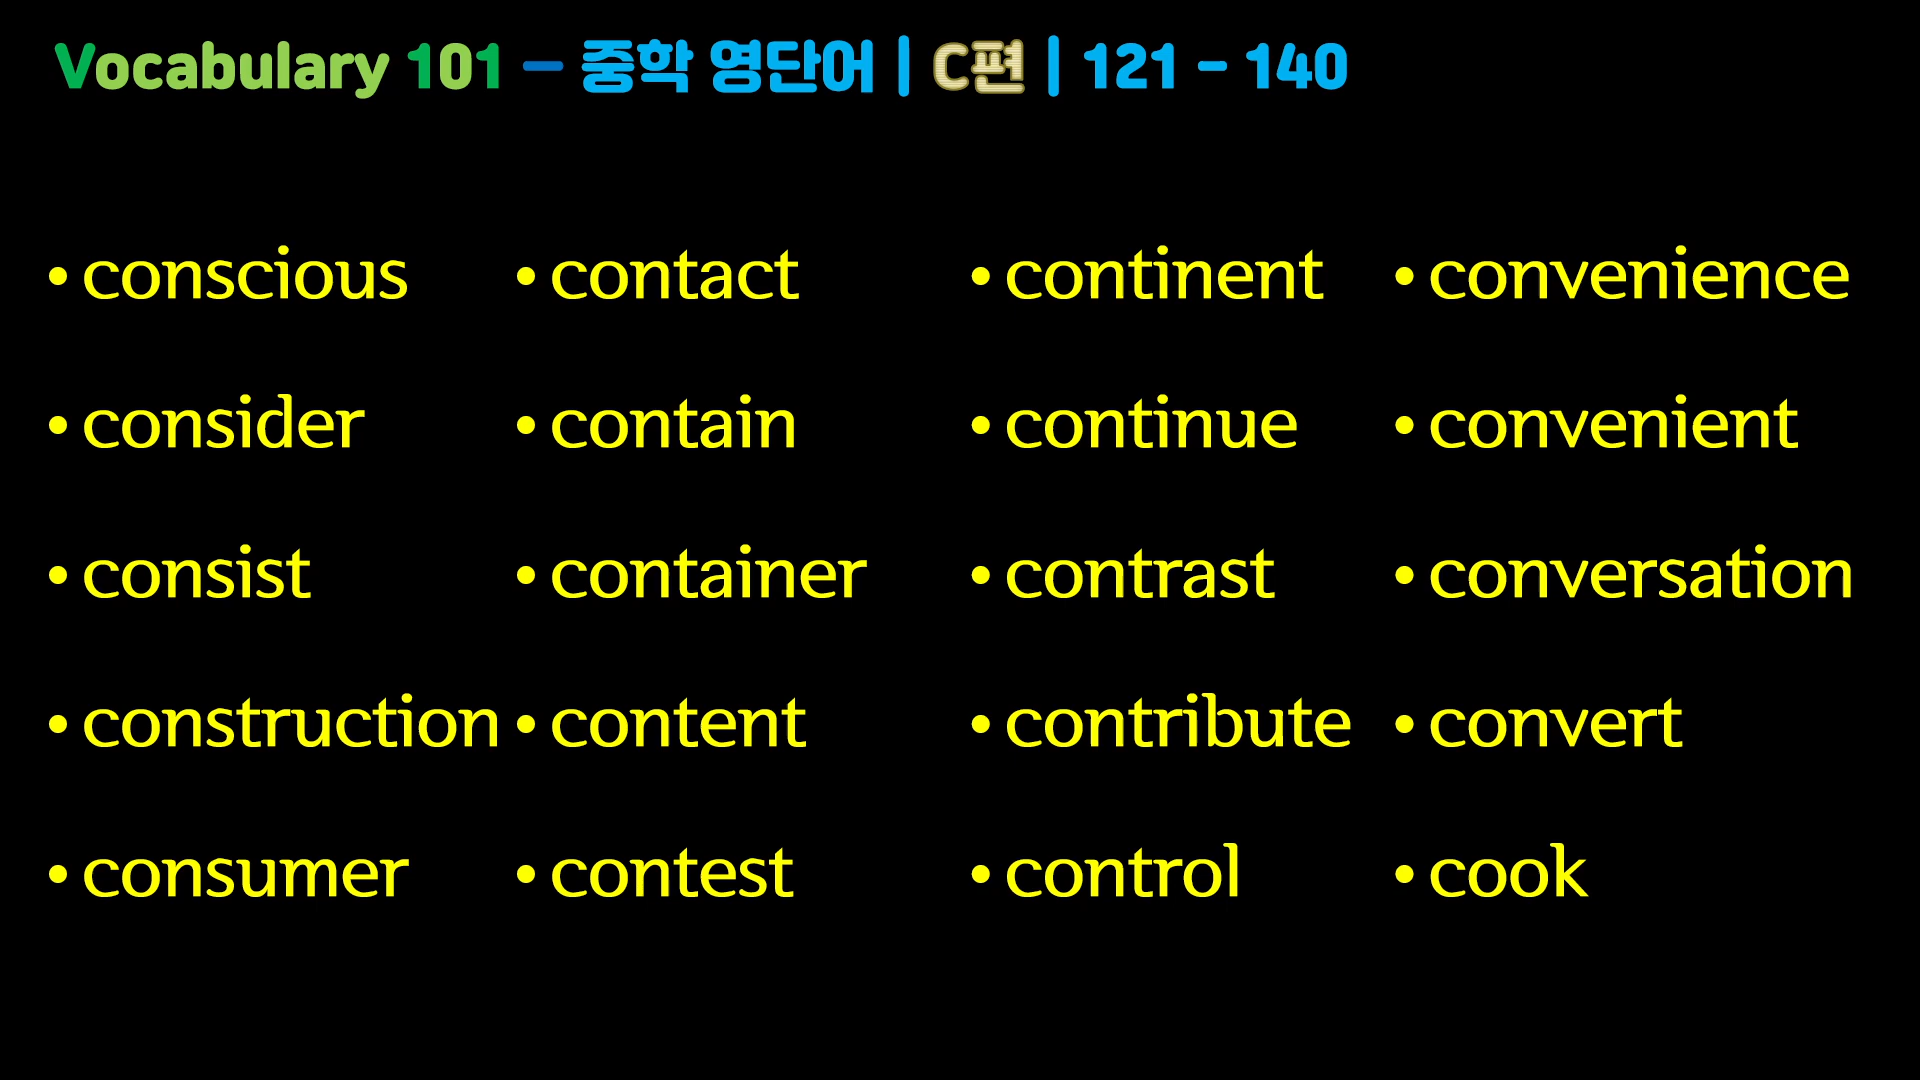 Vocabulary 101 – 중학 영단어 | C편 | 121 - 140
• conscious
• consider
• consist
• construction
• consumer
• contact
• contain
• container
• content
• contest
• continent
• continue
• contrast
• contribute
• control
• convenience
• convenient
• conversation
• convert
• cook